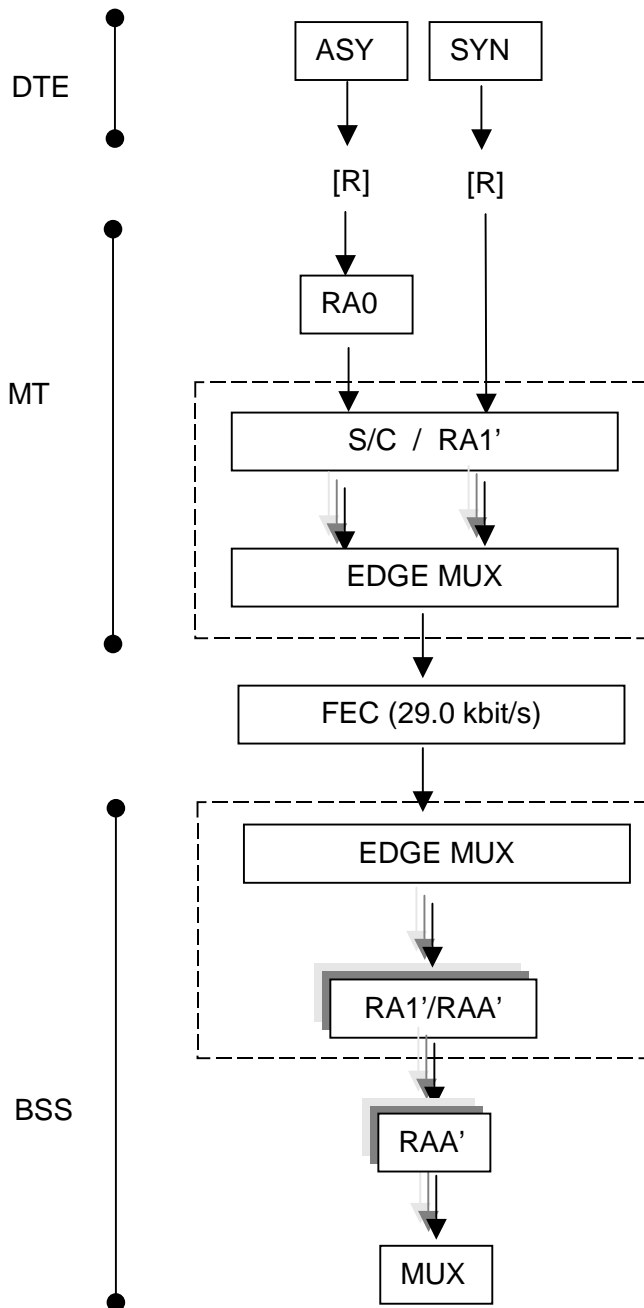 ASY SYN
DTE
[R] [R]
RA0
MT
S/C / RA1’
EDGE MUX
FEC (29.0 kbit/s)
EDGE MUX
RA1’/RAA’
BSS
RAA’
MUX